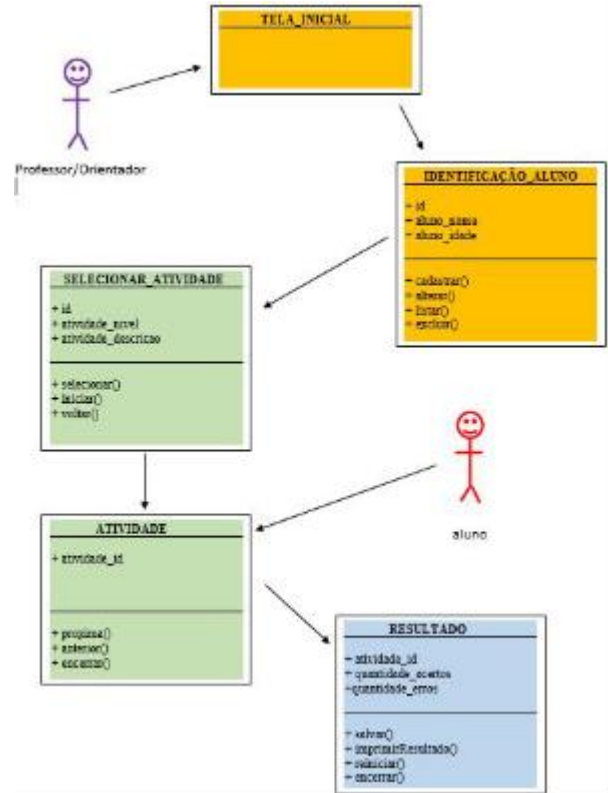 TELA_INICIAL
Professor/Orientador
IDENTIFICAÇÃO_ALUNO
+ id
+ aluno_nome
+ aluno_idade
+ cadastrar()
+ alterar()
+ listar()
+ excluir()
SELECIONAR_ATIVIDADE
+ id
+ atividade_nivel
+ atividade_descricao
+ selecionar()
+ iniciar()
+ voltar()
aluno
ATIVIDADE
+ atividade_id
+ proxima()
+ anterior()
+ encerrar()
RESULTADO
+ atividade_id
+ quantidade_acertos
+quantidade_erros
+ salvar()
+ imprimirResultado()
+ reiniciar()
+ encerrar()